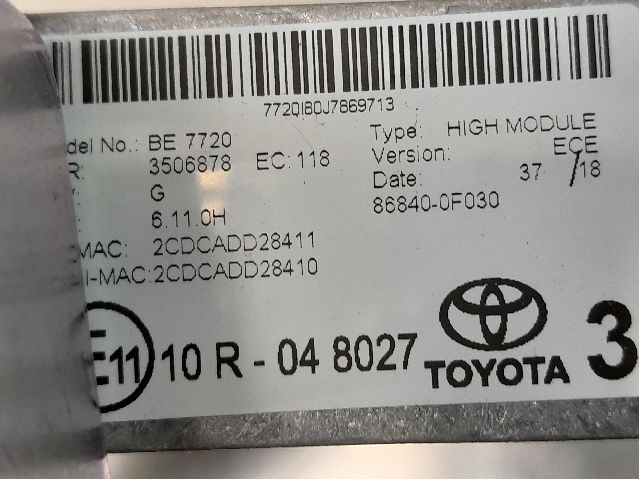 7720I80J7869713
del No.: BE 7720
Type: HIGH MODULE
R: 3506878 EC: 118
Version: ECE
G
Date: 37 / 18
6.11.0H
86840-0F030
MAC: 2CDCADD28411
i-MAC: 2CDCADD28410
E11 10 R - 04 8027
TOYOTA
3